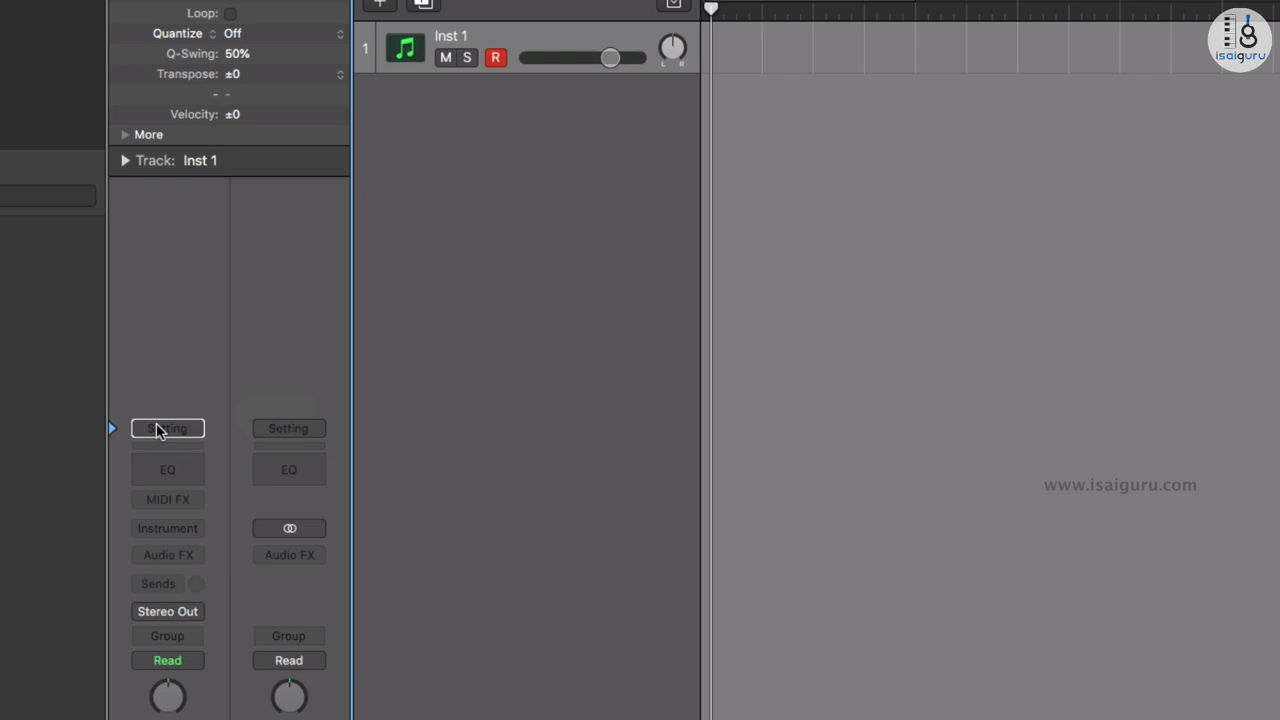 Loop:
Quantize Off
Q-Swing: 50%
Transpose: ±0
- -
Velocity: ±0
More
Track: Inst 1
1
Inst 1
M S R
L R
isaiguru
Setting
Setting
EQ
EQ
MIDI FX
Instrument
Audio FX
Audio FX
Sends
Stereo Out
Group
Group
Read
Read
www.isaiguru.com